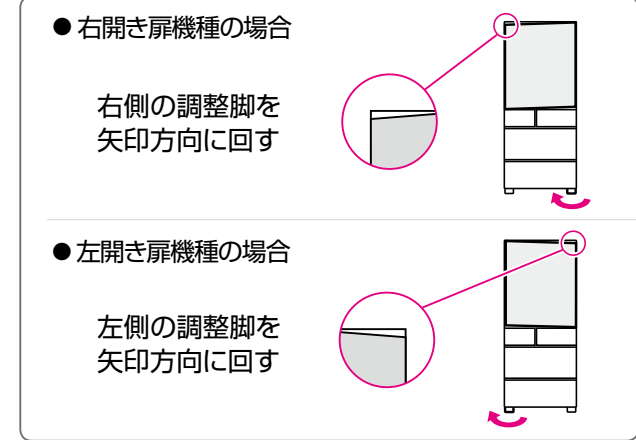 ● 右開き扉機種の場合
右側の調整脚を
矢印方向に回す
● 左開き扉機種の場合
左側の調整脚を
矢印方向に回す